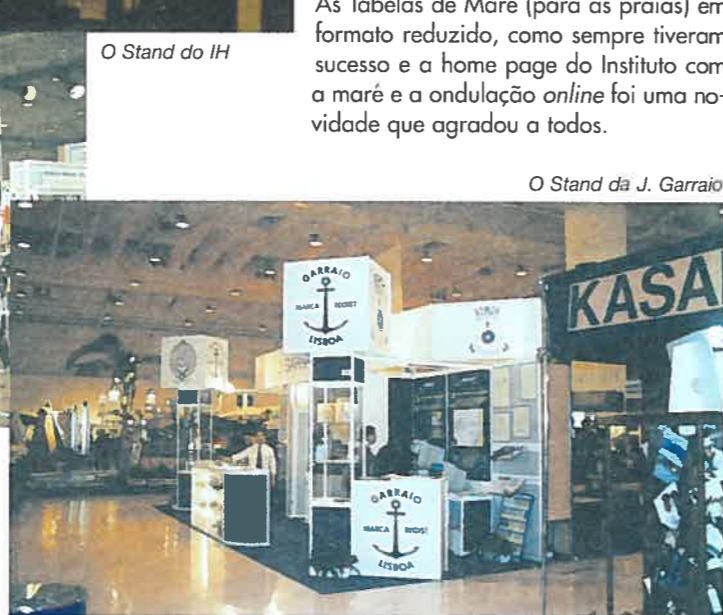 As Tabelas de Maré (para as praias) em
formato reduzido, como sempre tiveram
sucesso e a home page do Instituto com
a maré e a ondulação online foi uma no-
vidade que agradou a todos.
O Stand do IH
O Stand da J. Garraio
GARRAIO
MARCA REGIST
LISBOA
KASA
GARRAIO
MARCA REGIST
LISBOA